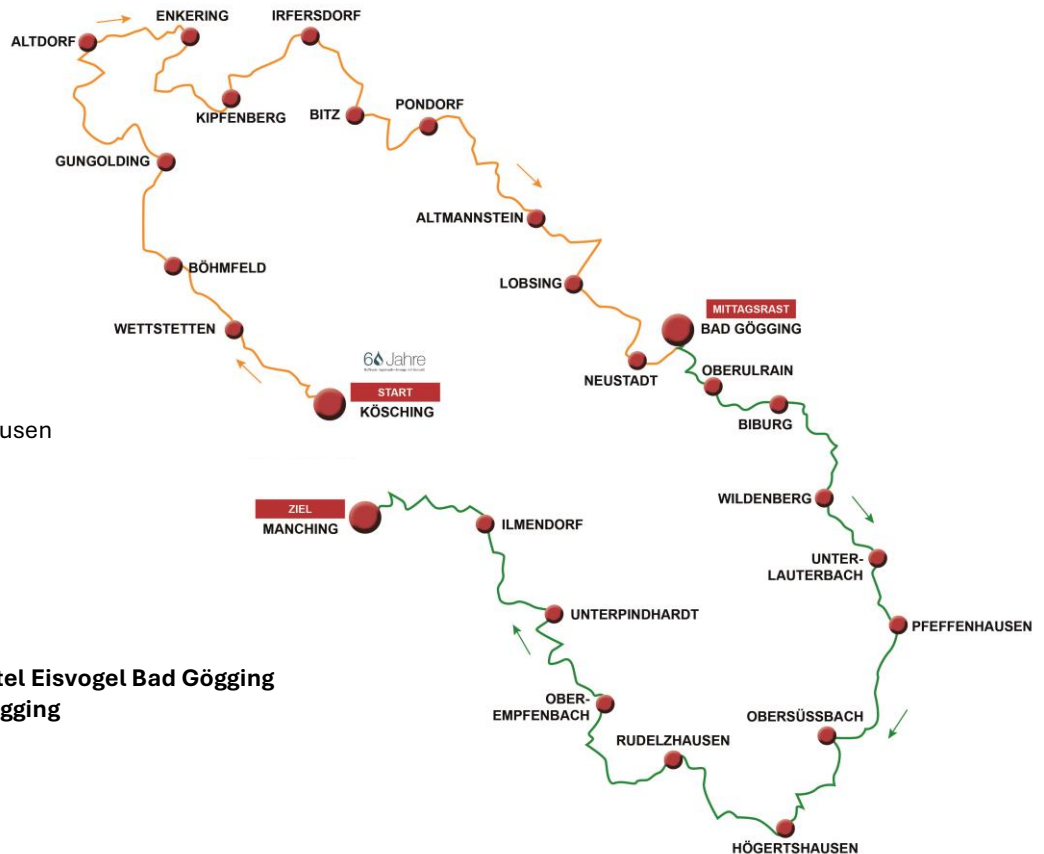 ENKERING
IRFERSDORF
ALTDORF
KIPFENBERG
BITZ
PONDORF
GUNGOLDING
ALTMANNSTEIN
BÖHMFELD
LOBSING
WETTSTETTEN
MITTAGSRAST
BAD GÖGGING
60 Jahre
NEUSTADT
OBERULRAIN
START
KÖSCHING
BIBURG
usen
WILDENBERG
ZIEL
MANCHING
ILMENDORF
UNTER-
LAUTERBACH
UNTERPINDHARDT
PFEFFENHAUSEN
tel Eisvogel Bad Gögging
gging
OBER-
EMPFENBACH
OBERSÜSSBACH
RUDELZHAUSEN
HÖGERTSHAUSEN